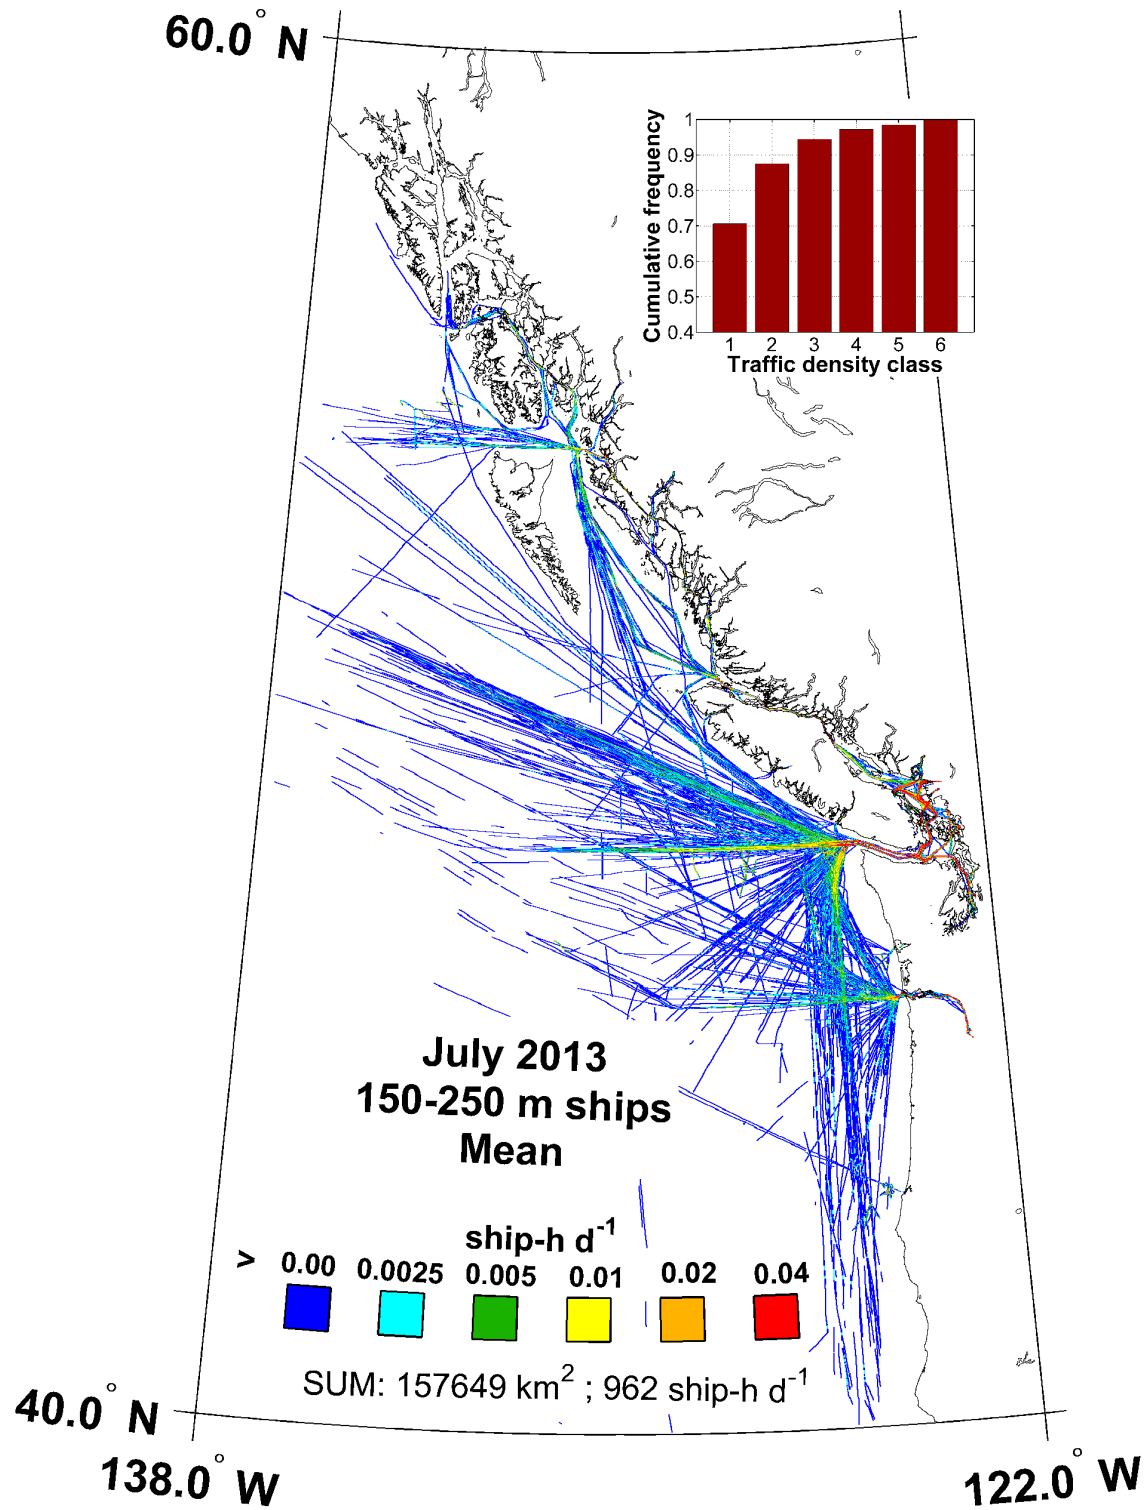 60.0° N
Cumulative frequency
1
0.9
0.8
0.7
0.6
0.5
0.4
1 2 3 4 5 6
Traffic density class
July 2013
150-250 m ships
Mean
ship-h d⁻¹
> 0.00 0.0025 0.005 0.01 0.02 0.04
SUM: 157649 km² ; 962 ship-h d⁻¹
40.0° N
138.0° W
122.0° W